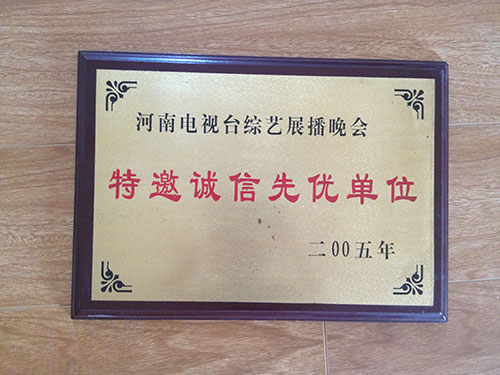 河南电视台综艺展播晚会
特邀诚信先优单位
二00五年